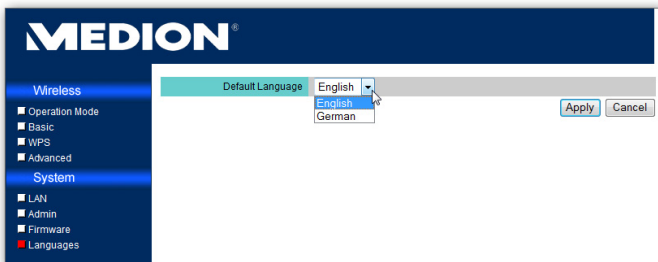 MEDION®
Wireless
Operation Mode
Basic
WPS
Advanced
System
LAN
Admin
Firmware
Languages
Default Language English
English
German
Apply Cancel